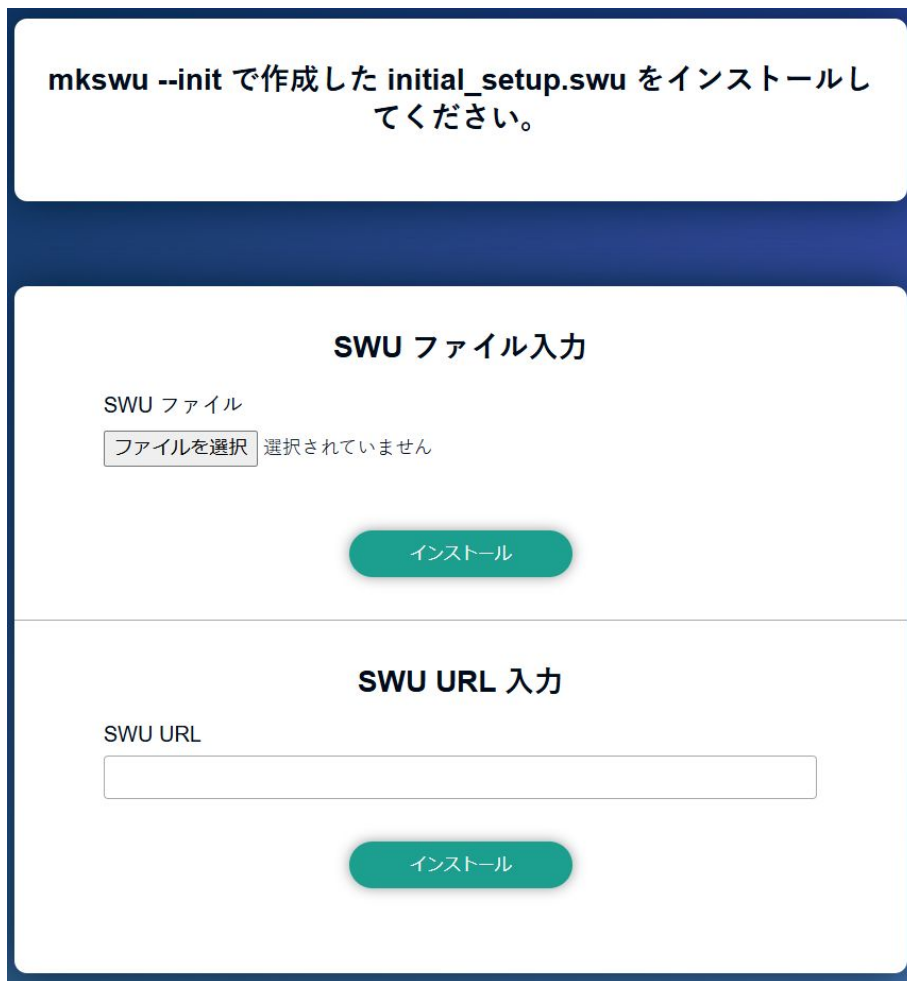 mkswu --init で作成した initial_setup.swu をインストールし
てください。
SWU ファイル入力
SWU ファイル
ファイルを選択 選択されていません
インストール
SWU URL 入力
SWU URL
インストール